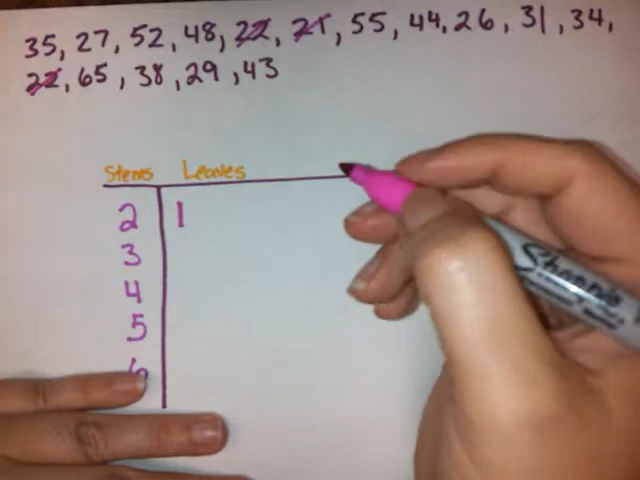 35, 27, 52, 48, 22, 21, 55, 44, 26, 31, 34,
22, 65, 38, 29, 43
Stems Leaves
2 1
3
4
5
6
Sharpie